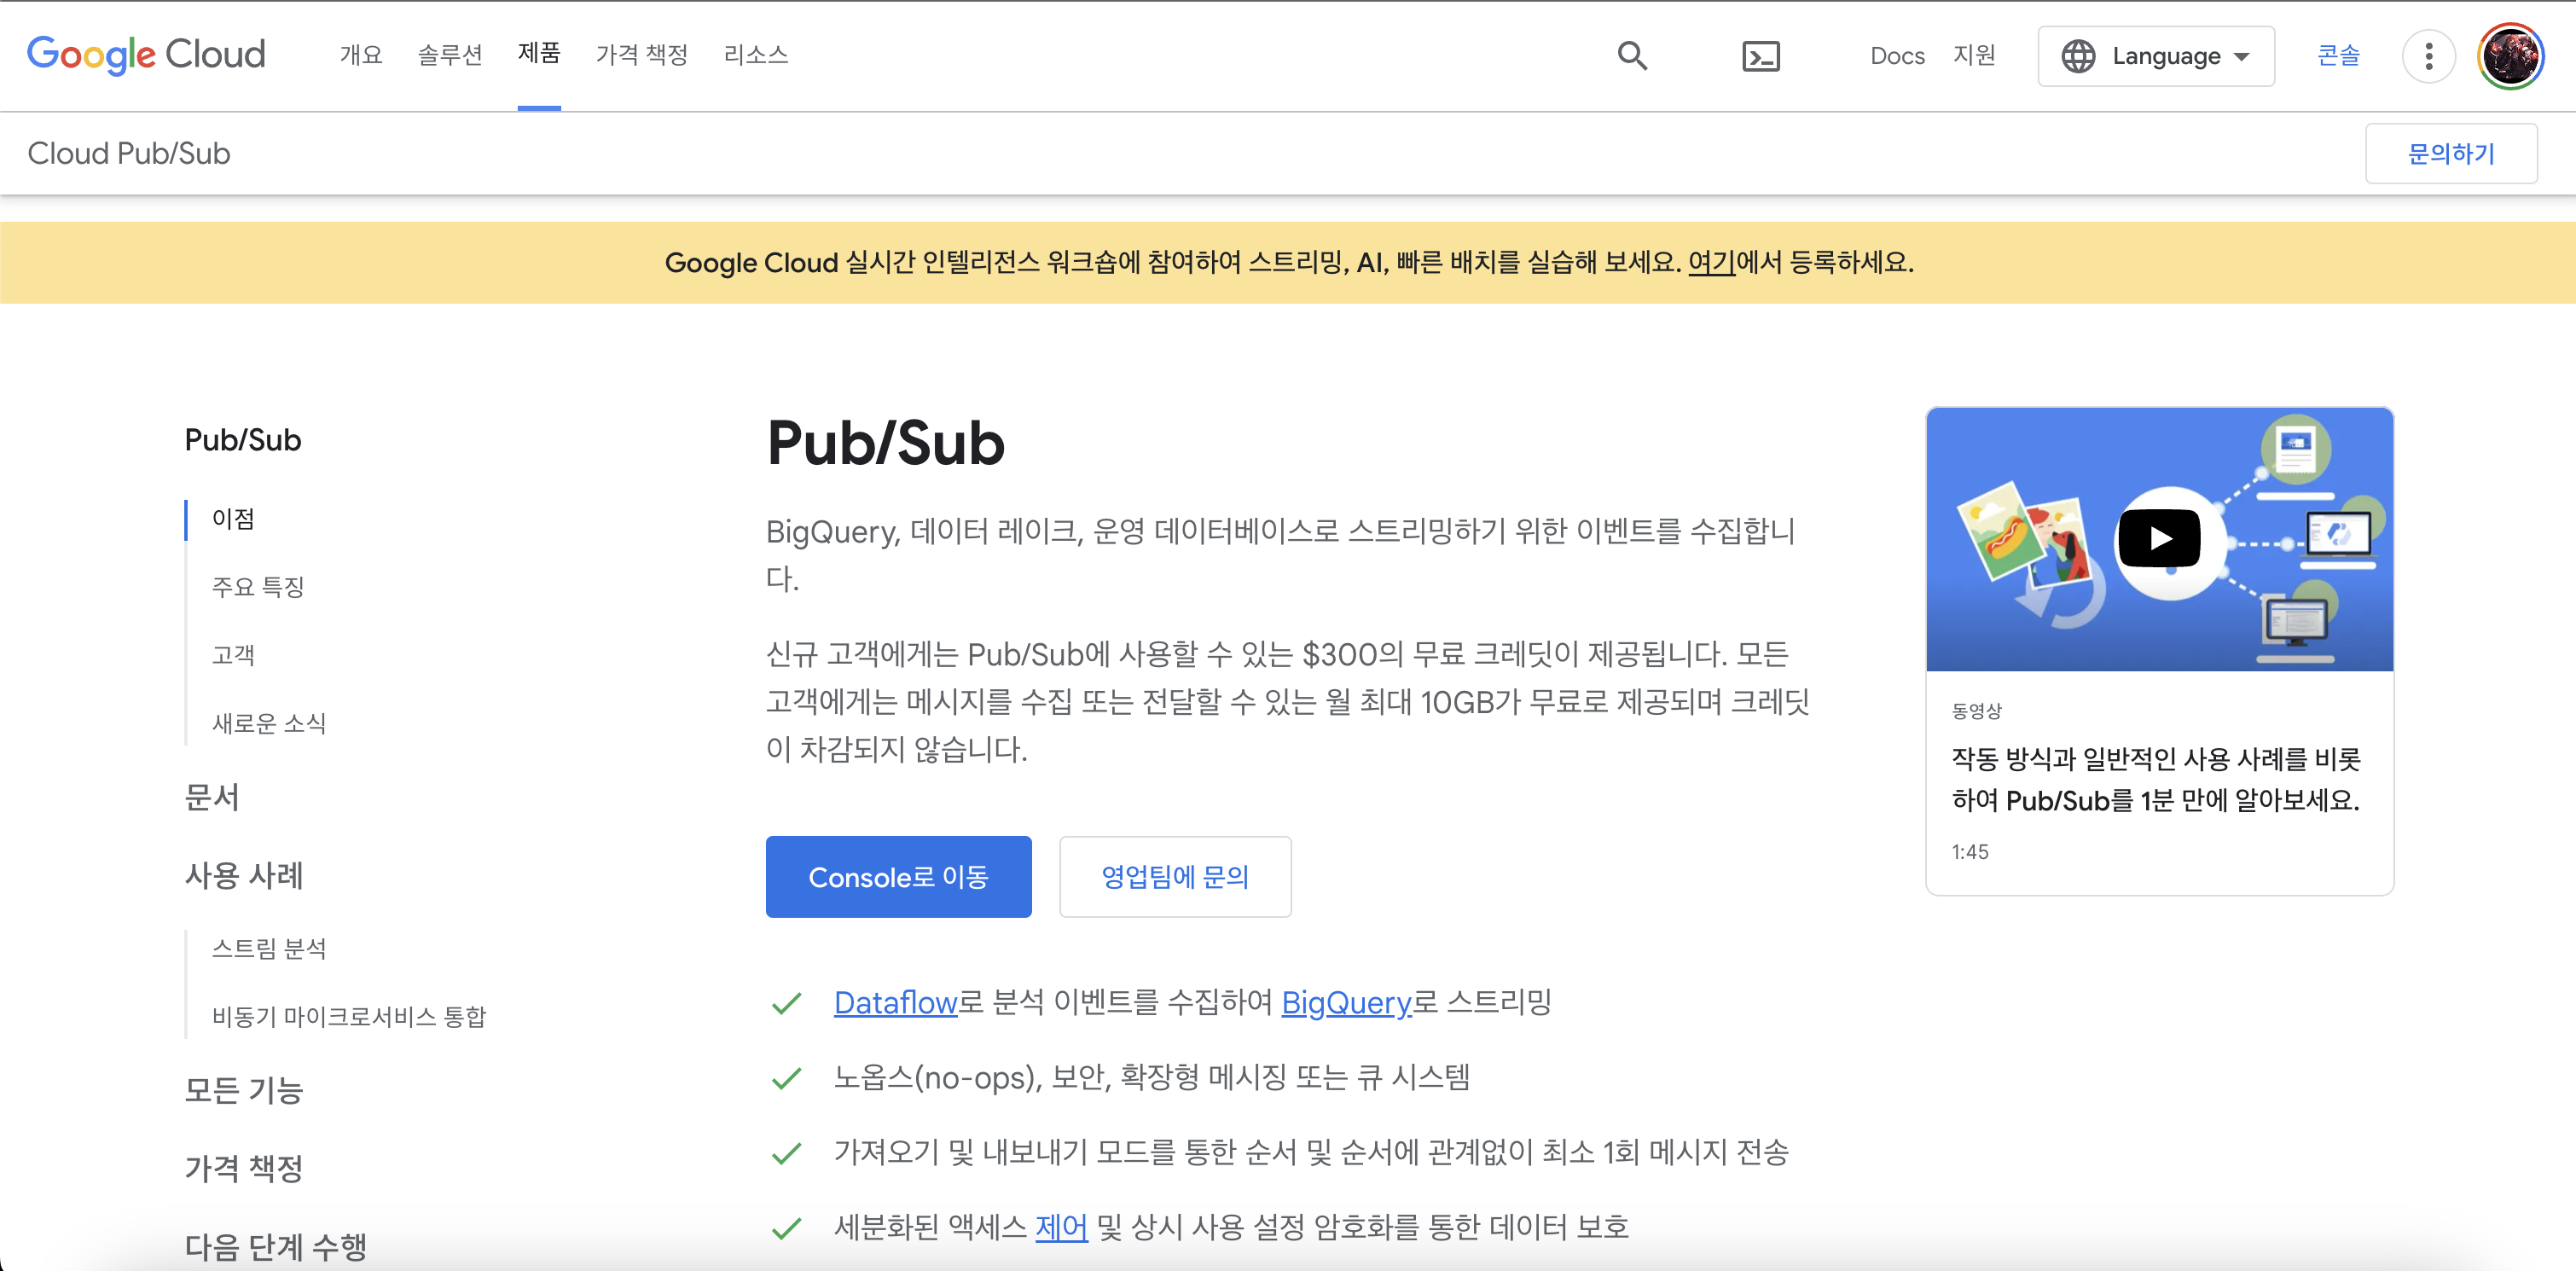 Google Cloud
개요 솔루션 제품 가격 책정 리소스
Docs 지원 Language 콘솔
Cloud Pub/Sub
문의하기
Google Cloud 실시간 인텔리전스 워크숍에 참여하여 스트리밍, AI, 빠른 배치를 실습해 보세요. 여기에서 등록하세요.
Pub/Sub
이점
주요 특징
고객
새로운 소식
문서
사용 사례
스트림 분석
비동기 마이크로서비스 통합
모든 기능
가격 책정
다음 단계 수행
Pub/Sub
BigQuery, 데이터 레이크, 운영 데이터베이스로 스트리밍하기 위한 이벤트를 수집합니
다.
신규 고객에게는 Pub/Sub에 사용할 수 있는 $300의 무료 크레딧이 제공됩니다. 모든
고객에게는 메시지를 수집 또는 전달할 수 있는 월 최대 10GB가 무료로 제공되며 크레딧
이 차감되지 않습니다.
Console로 이동
영업팀에 문의
Dataflow로 분석 이벤트를 수집하여 BigQuery로 스트리밍
노옵스(no-ops), 보안, 확장형 메시징 또는 큐 시스템
가져오기 및 내보내기 모드를 통한 순서 및 순서에 관계없이 최소 1회 메시지 전송
세분화된 액세스 제어 및 상시 사용 설정 암호화를 통한 데이터 보호
동영상
작동 방식과 일반적인 사용 사례를 비롯
하여 Pub/Sub를 1분 만에 알아보세요.
1:45